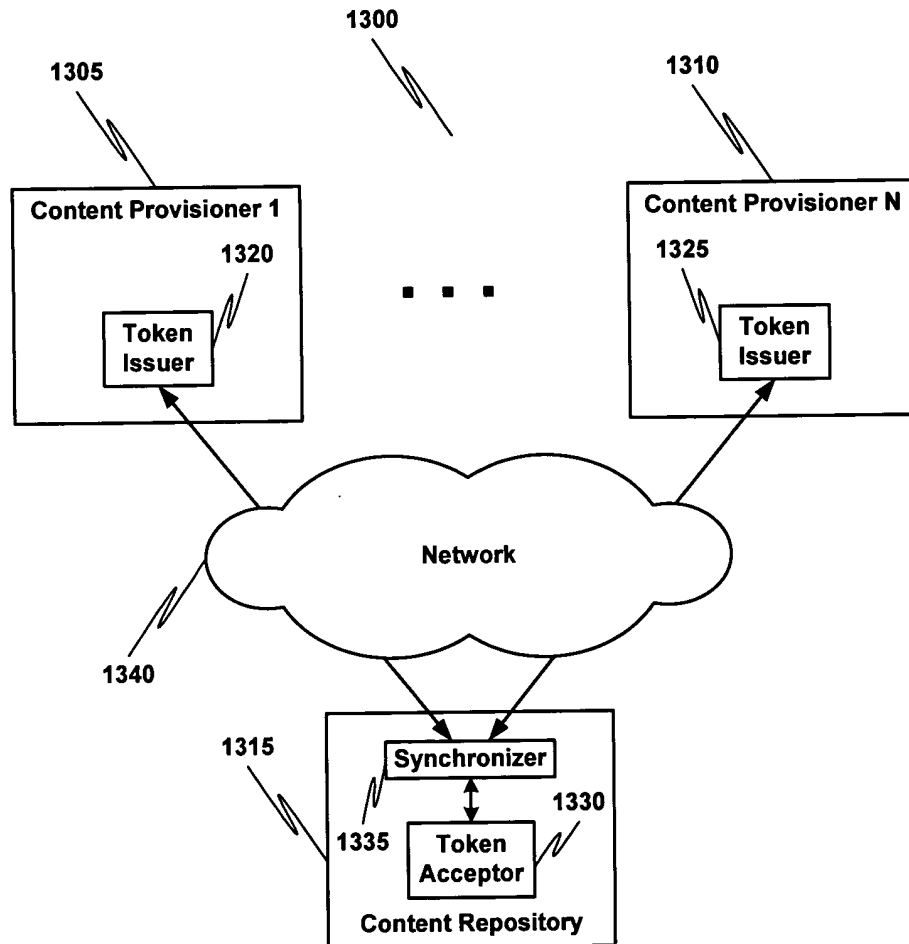 1300
1305
1310
Content Provisioner 1
Content Provisioner N
1320
1325
Token
Issuer
Token
Issuer
Network
1340
1315
Synchronizer
1335
1330
Token
Acceptor
Content Repository